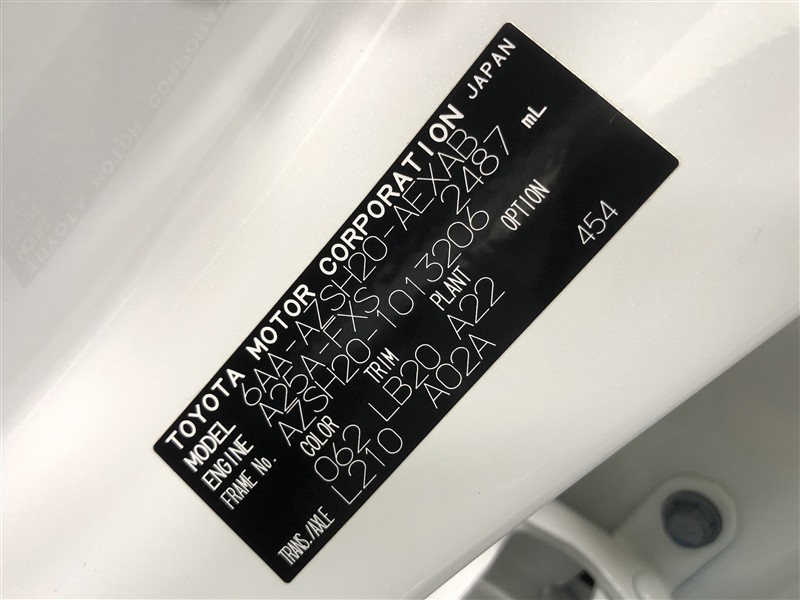 TOYOTA MOTOR CORPORATION JAPAN
MODEL 6AA-AZSH20-AEXAB
ENGINE A25A-FXS 2487 mL
FRAME No. AZSH20-1013206
COLOR TRIM PLANT OPTION
062 LB20 A22 454
TRANS./AXLE L210 A02A